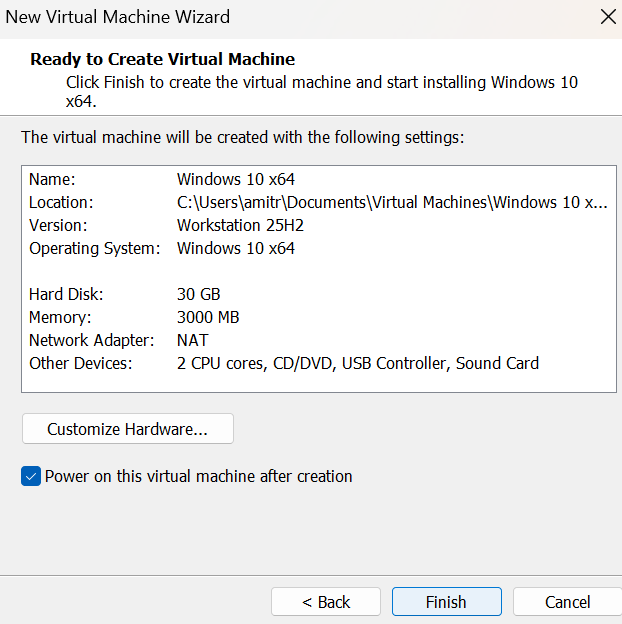 New Virtual Machine Wizard
Ready to Create Virtual Machine
Click Finish to create the virtual machine and start installing Windows 10
x64.
The virtual machine will be created with the following settings:
Name: Windows 10 x64
Location: C:\Users\amitr\Documents\Virtual Machines\Windows 10 x...
Version: Workstation 25H2
Operating System: Windows 10 x64
Hard Disk: 30 GB
Memory: 3000 MB
Network Adapter: NAT
Other Devices: 2 CPU cores, CD/DVD, USB Controller, Sound Card
Customize Hardware...
Power on this virtual machine after creation
< Back Finish Cancel